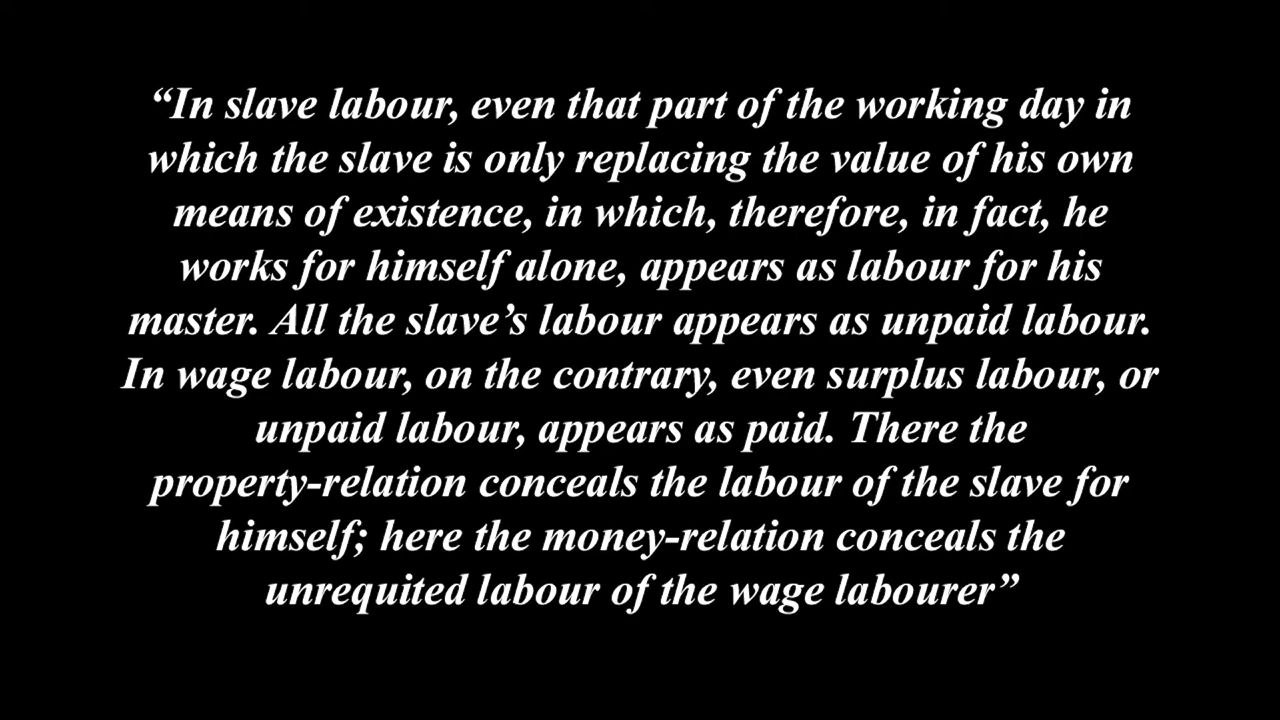 “In slave labour, even that part of the working day in
which the slave is only replacing the value of his own
means of existence, in which, therefore, in fact, he
works for himself alone, appears as labour for his
master. All the slave’s labour appears as unpaid labour.
In wage labour, on the contrary, even surplus labour, or
unpaid labour, appears as paid. There the
property-relation conceals the labour of the slave for
himself; here the money-relation conceals the
unrequited labour of the wage labourer”